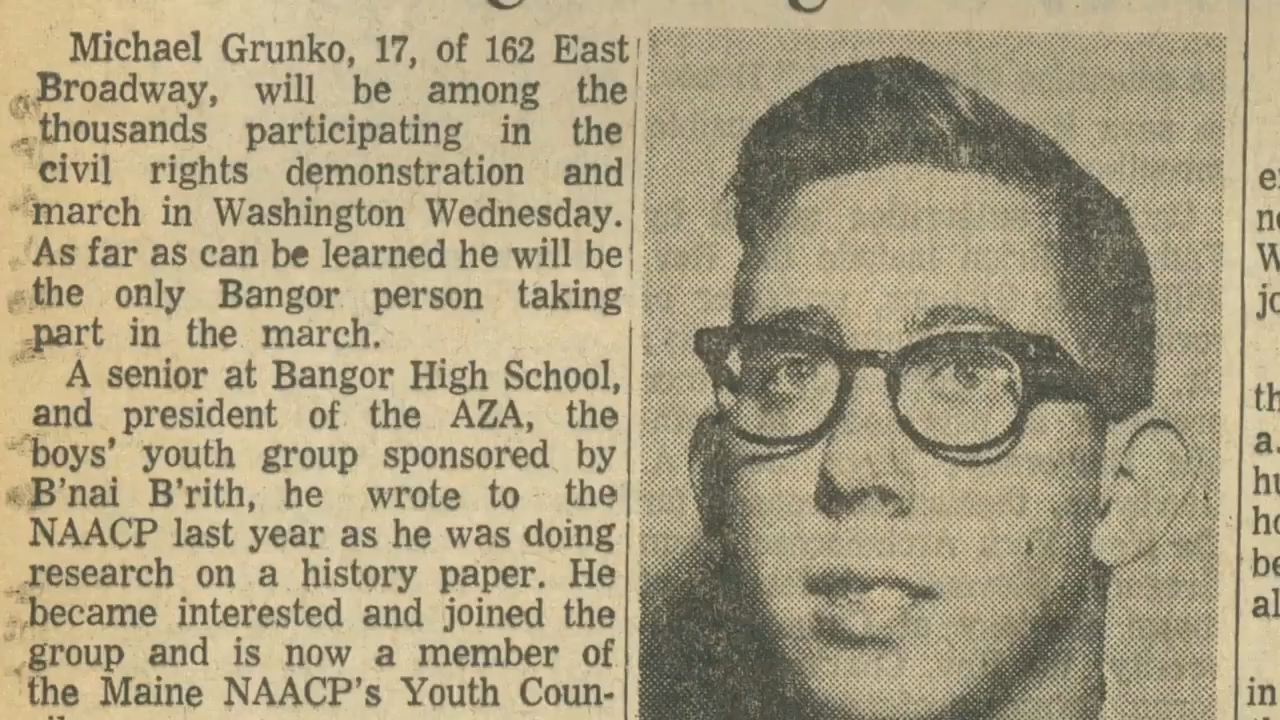 Michael Grunko, 17, of 162 East
Broadway, will be among the
thousands participating in the
civil rights demonstration and
march in Washington Wednesday.
As far as can be learned he will be
the only Bangor person taking
part in the march.
A senior at Bangor High School,
and president of the AZA, the
boys' youth group sponsored by
B'nai B'rith, he wrote to the
NAACP last year as he was doing
research on a history paper. He
became interested and joined the
group and is now a member of
the Maine NAACP's Youth Coun-